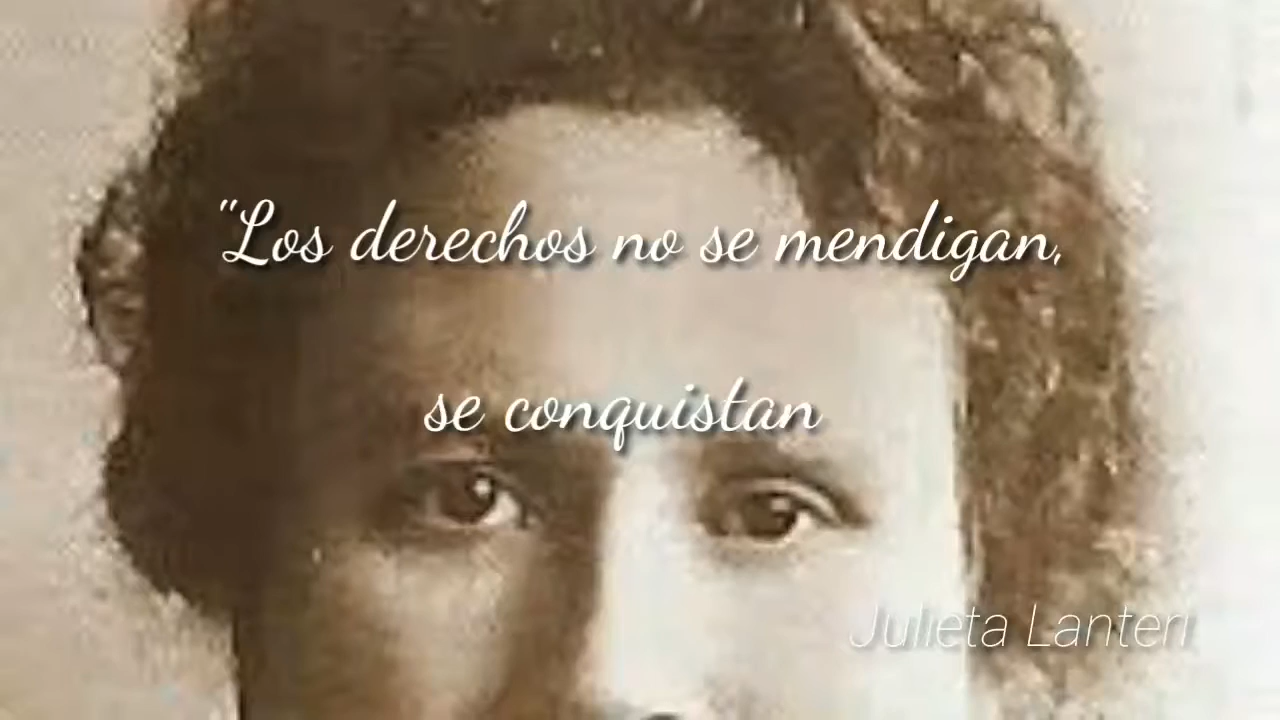 "Los derechos no se mendigan,
se conquistan
Julieta Lanteri